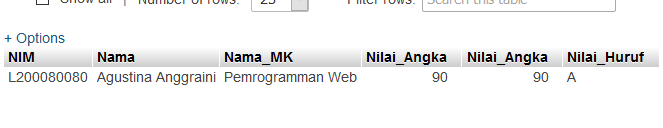 Show all | Number of rows: 25 Filter rows: Search this table
+ Options
NIM Nama Nama_MK Nilai_Angka Nilai_Angka Nilai_Huruf
L200080080 Agustina Anggraini Pemrogramman Web 90 90 A